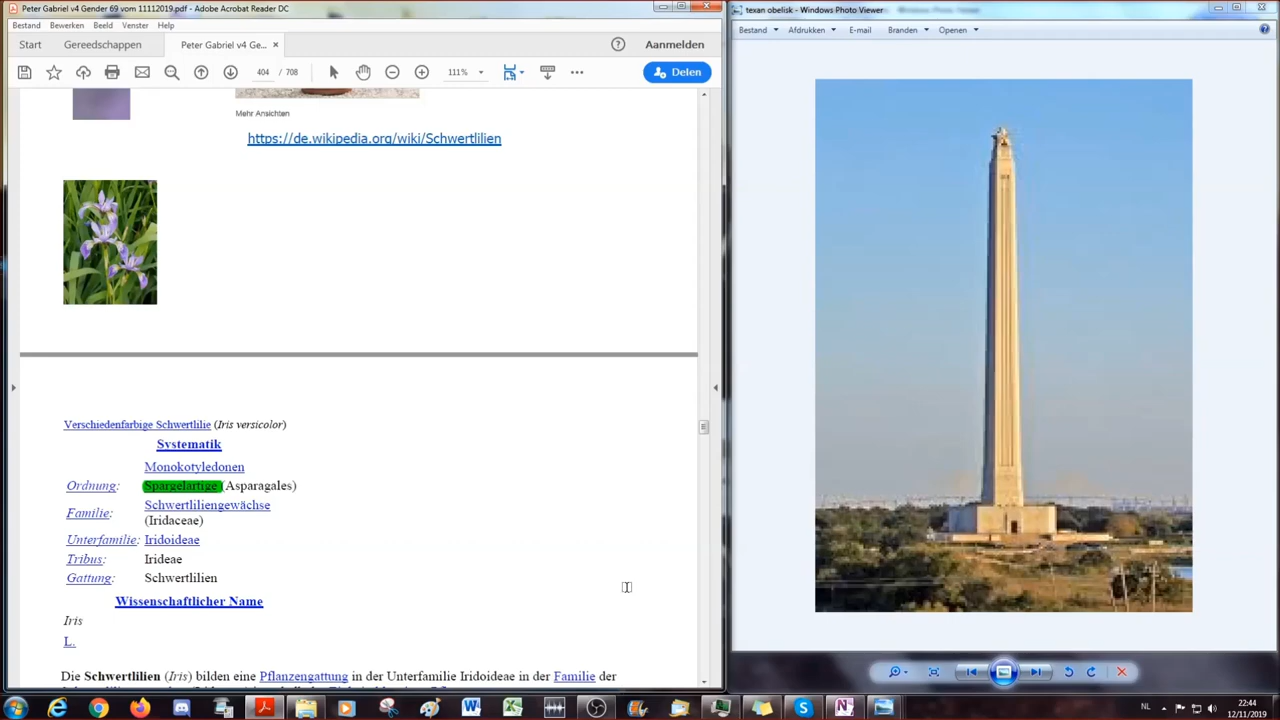 Peter Gabriel v4 Gender 69 vom 11112019.pdf - Adobe Acrobat Reader DC
Bestand Bewerken Beeld Venster Help
Start Gereedschappen Peter Gabriel v4 Ge... × Aanmelden
404 / 708 111% Delen
Mehr Ansichten
https://de.wikipedia.org/wiki/Schwertlilien
Verschiedenfarbige Schwertlilie (Iris versicolor)
Systematik
Monokotyledonen
Ordnung: Spargelartige (Asparagales)
Familie: Schwertliliengewächse
(Iridaceae)
Unterfamilie: Iridoideae
Tribus: Irideae
Gattung: Schwertlilien
Wissenschaftlicher Name
Iris
L.
Die Schwertlilien (Iris) bilden eine Pflanzengattung in der Unterfamilie Iridoideae in der Familie der
texan obelisk - Windows Photo Viewer
Bestand Afdrukken E-mail Branden Openen
NL 22:44
12/11/2019